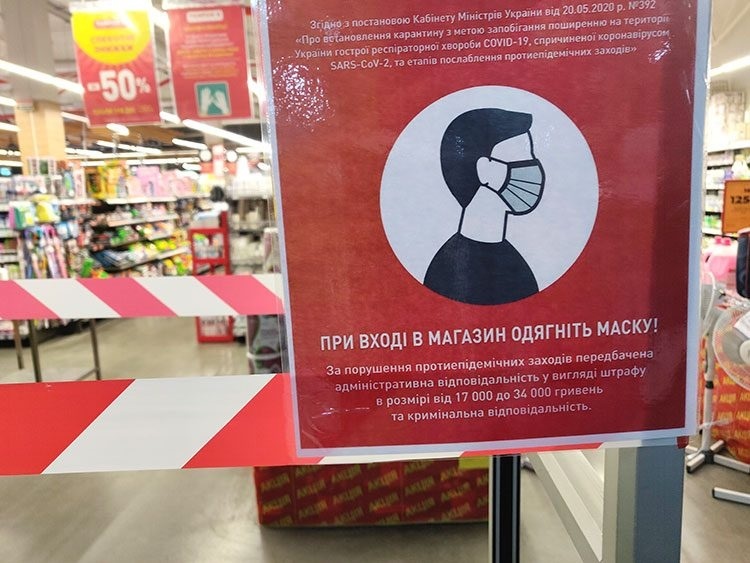 Згідно з постановою Кабінету Міністрів України від 20.05.2020 р. №392
«Про встановлення карантину з метою запобігання поширенню на території
України гострої респіраторної хвороби COVID-19, спричиненої коронавірусом
SARS-CoV-2, та етапів послаблення протиепідемічних заходів»
ПРИ ВХОДІ В МАГАЗИН ОДЯГНІТЬ МАСКУ!
За порушення протиепідемічних заходів передбачена
адміністративна відповідальність у вигляді штрафу
в розмірі від 17 000 до 34 000 гривень
та кримінальна відповідальність.
-50%
125
АКЦІЯ